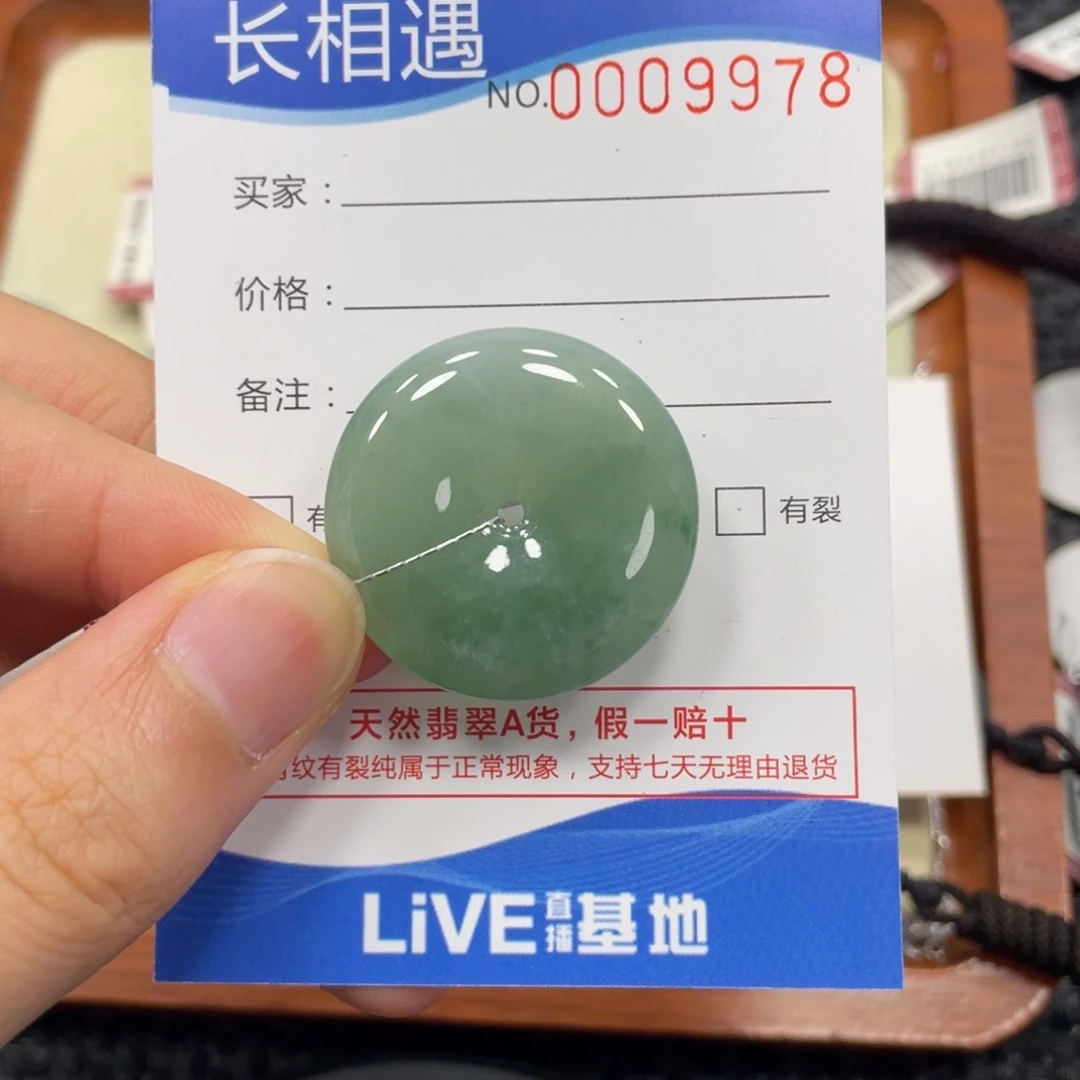 长相遇
NO.0009978
买家：
价格：
备注：
有
有裂
天然翡翠A货，假一赔十
纹有裂纯属于正常现象，支持七天无理由退货
LiVE直播基地